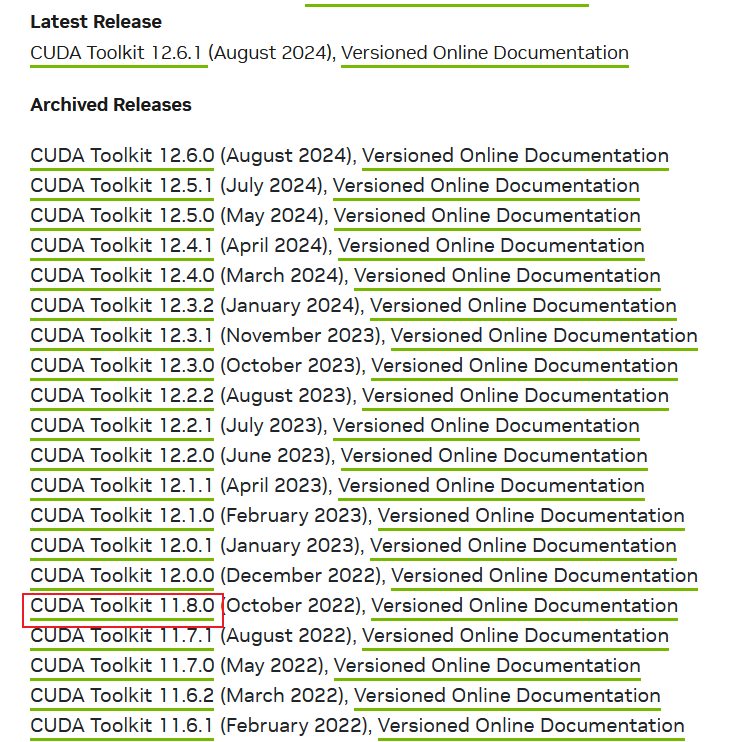 Latest Release
CUDA Toolkit 12.6.1 (August 2024), Versioned Online Documentation
Archived Releases
CUDA Toolkit 12.6.0 (August 2024), Versioned Online Documentation
CUDA Toolkit 12.5.1 (July 2024), Versioned Online Documentation
CUDA Toolkit 12.5.0 (May 2024), Versioned Online Documentation
CUDA Toolkit 12.4.1 (April 2024), Versioned Online Documentation
CUDA Toolkit 12.4.0 (March 2024), Versioned Online Documentation
CUDA Toolkit 12.3.2 (January 2024), Versioned Online Documentation
CUDA Toolkit 12.3.1 (November 2023), Versioned Online Documentation
CUDA Toolkit 12.3.0 (October 2023), Versioned Online Documentation
CUDA Toolkit 12.2.2 (August 2023), Versioned Online Documentation
CUDA Toolkit 12.2.1 (July 2023), Versioned Online Documentation
CUDA Toolkit 12.2.0 (June 2023), Versioned Online Documentation
CUDA Toolkit 12.1.1 (April 2023), Versioned Online Documentation
CUDA Toolkit 12.1.0 (February 2023), Versioned Online Documentation
CUDA Toolkit 12.0.1 (January 2023), Versioned Online Documentation
CUDA Toolkit 12.0.0 (December 2022), Versioned Online Documentation
CUDA Toolkit 11.8.0 (October 2022), Versioned Online Documentation
CUDA Toolkit 11.7.1 (August 2022), Versioned Online Documentation
CUDA Toolkit 11.7.0 (May 2022), Versioned Online Documentation
CUDA Toolkit 11.6.2 (March 2022), Versioned Online Documentation
CUDA Toolkit 11.6.1 (February 2022), Versioned Online Documentation